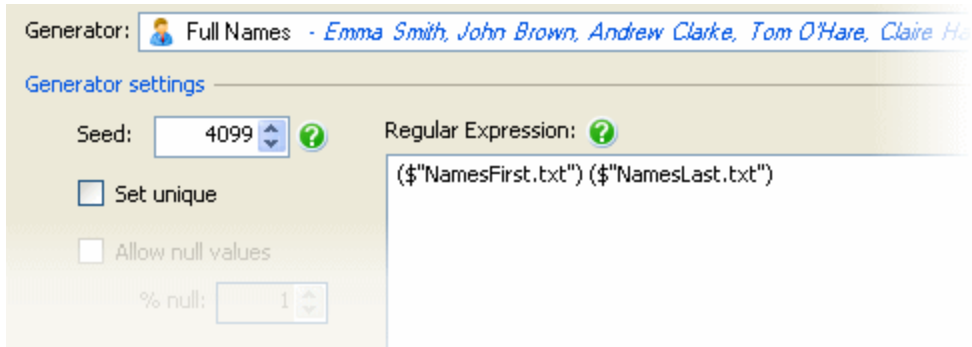 Generator: Full Names - Emma Smith, John Brown, Andrew Clarke, Tom O'Hare, Claire
Generator settings
Seed: 4099 ? Regular Expression: ?
($"NamesFirst.txt") ($"NamesLast.txt")
Set unique
Allow null values
% null: 1